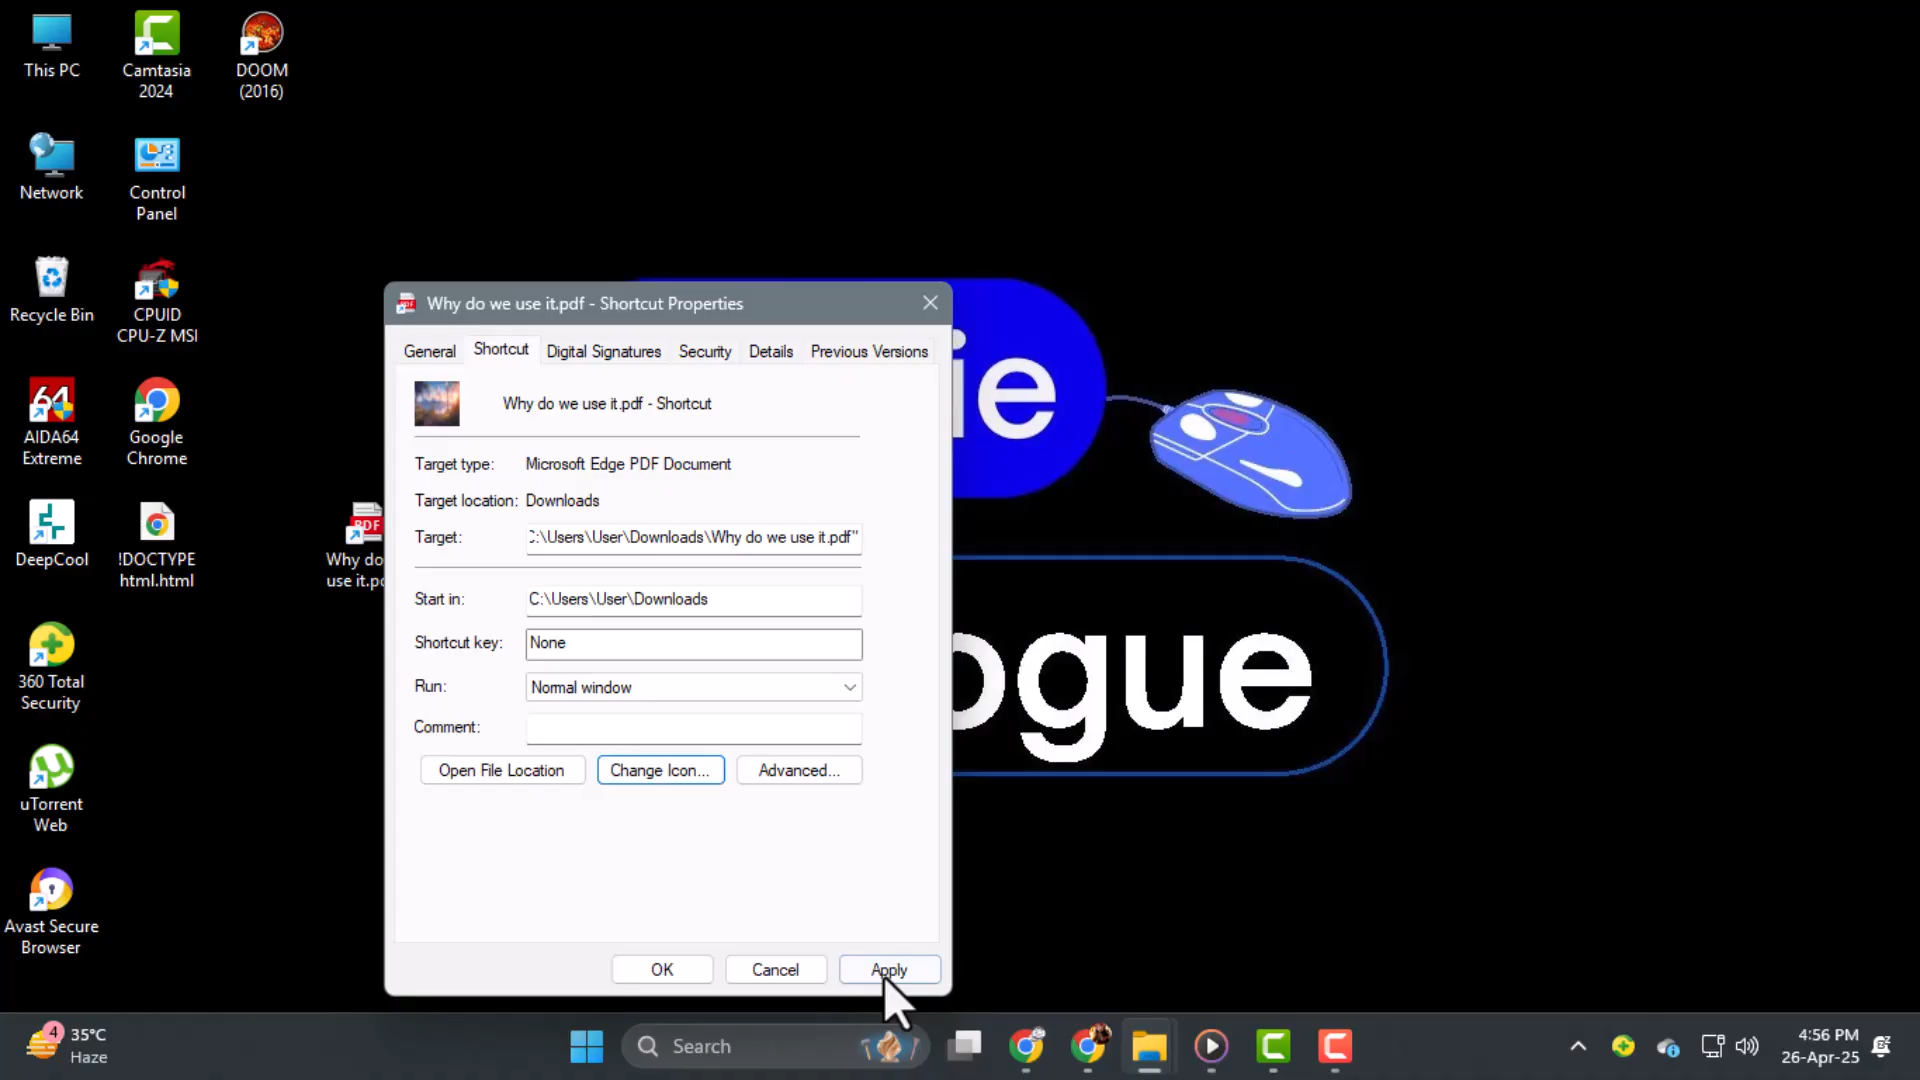 This PC
Camtasia
2024
DOOM
(2016)
Network
Control
Panel
Recycle Bin
CPUID
CPU-Z MSI
64
AIDA64
Extreme
Google
Chrome
DeepCool
!DOCTYPE
html.html
PDF
Why do
use it.pd
360 Total
Security
uTorrent
Web
Avast Secure
Browser
Why do we use it.pdf - Shortcut Properties
General
Shortcut
Digital Signatures
Security
Details
Previous Versions
Why do we use it.pdf - Shortcut
Target type:
Microsoft Edge PDF Document
Target location:
Downloads
Target:
C:\Users\User\Downloads\Why do we use it.pdf"
Start in:
C:\Users\User\Downloads
Shortcut key:
None
Run:
Normal window
Comment:
Open File Location
Change Icon...
Advanced...
OK
Cancel
Apply
ie
ogue
4
35°C
Haze
Search
4:56 PM
26-Apr-25